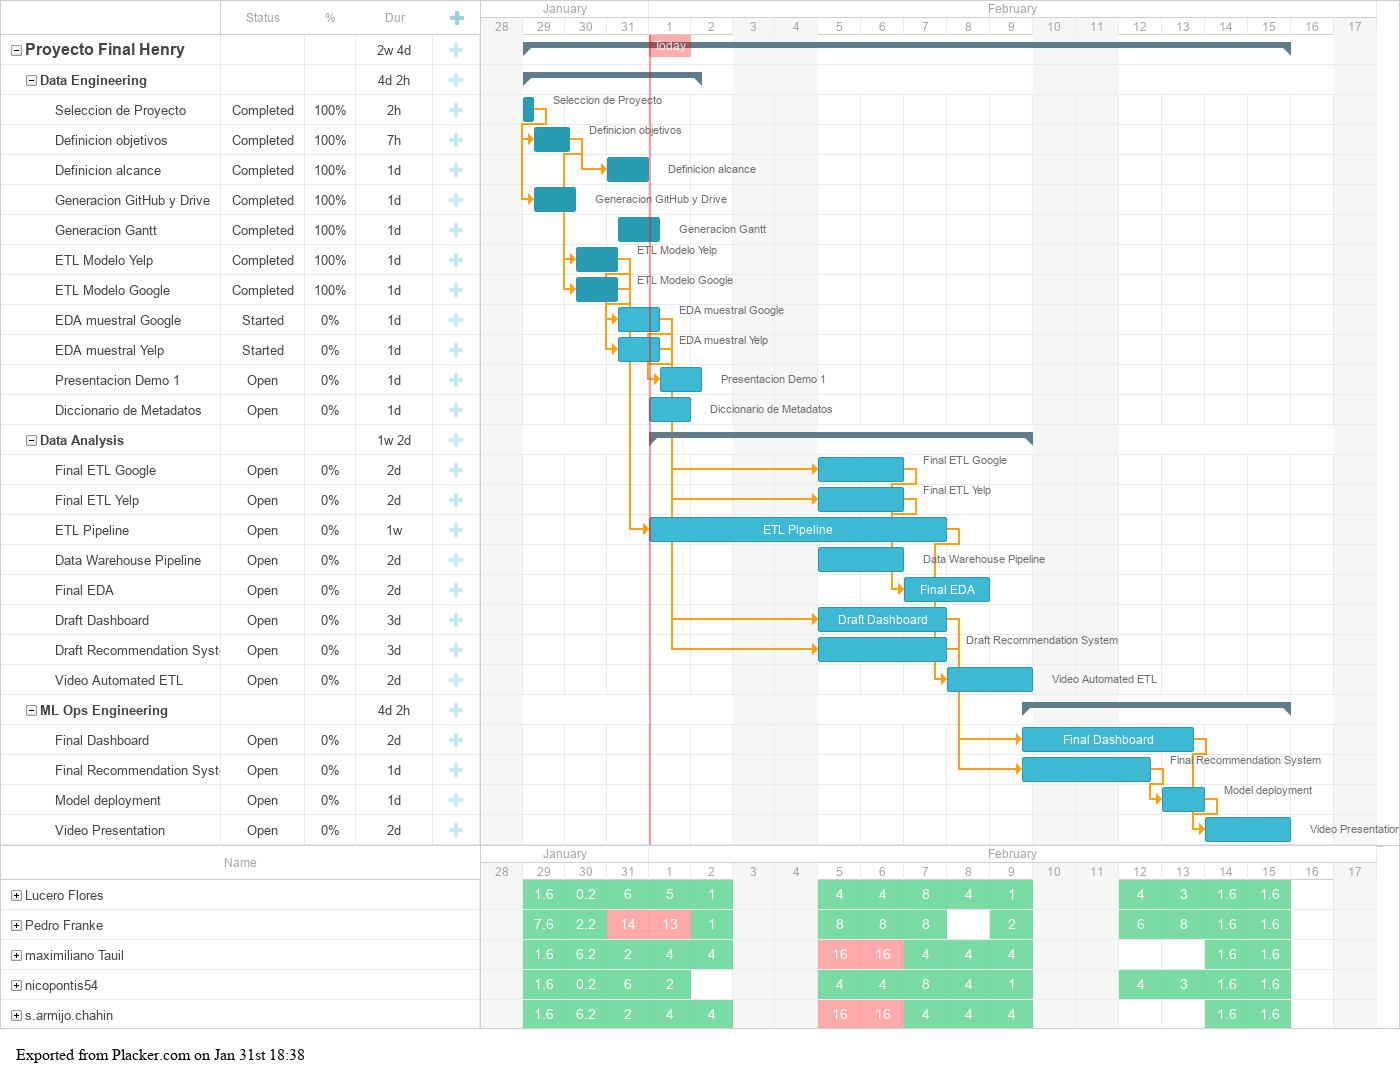 Status % Dur January February
28 29 30 31 1 2 3 4 5 6 7 8 9 10 11 12 13 14 15 16 17
Proyecto Final Henry 2w 4d Today
Data Engineering 4d 2h
Seleccion de Proyecto Completed 100% 2h Seleccion de Proyecto
Definicion objetivos Completed 100% 7h Definicion objetivos
Definicion alcance Completed 100% 1d Definicion alcance
Generacion GitHub y Drive Completed 100% 1d Generacion GitHub y Drive
Generacion Gantt Completed 100% 1d Generacion Gantt
ETL Modelo Yelp Completed 100% 1d ETL Modelo Yelp
ETL Modelo Google Completed 100% 1d ETL Modelo Google
EDA muestral Google Started 0% 1d EDA muestral Google
EDA muestral Yelp Started 0% 1d EDA muestral Yelp
Presentacion Demo 1 Open 0% 1d Presentacion Demo 1
Diccionario de Metadatos Open 0% 1d Diccionario de Metadatos
Data Analysis 1w 2d
Final ETL Google Open 0% 2d Final ETL Google
Final ETL Yelp Open 0% 2d Final ETL Yelp
ETL Pipeline Open 0% 1w ETL Pipeline
Data Warehouse Pipeline Open 0% 2d Data Warehouse Pipeline
Final EDA Open 0% 2d Final EDA
Draft Dashboard Open 0% 3d Draft Dashboard
Draft Recommendation Syst Open 0% 3d Draft Recommendation System
Video Automated ETL Open 0% 2d Video Automated ETL
ML Ops Engineering 4d 2h
Final Dashboard Open 0% 2d Final Dashboard
Final Recommendation Syst Open 0% 1d Final Recommendation System
Model deployment Open 0% 1d Model deployment
Video Presentation Open 0% 2d Video Presentation
Name January February
28 29 30 31 1 2 3 4 5 6 7 8 9 10 11 12 13 14 15 16 17
Lucero Flores 1.6 0.2 6 5 1 4 4 8 4 1 4 3 1.6 1.6
Pedro Franke 7.6 2.2 14 13 1 8 8 8 2 6 8 1.6 1.6
maximiliano Tauil 1.6 6.2 2 4 4 16 16 4 4 4 1.6 1.6
nicopontis54 1.6 0.2 6 2 4 4 8 4 1 4 3 1.6 1.6
s.armijo.chahin 1.6 6.2 2 4 4 16 16 4 4 4 1.6 1.6
Exported from Placker.com on Jan 31st 18:38